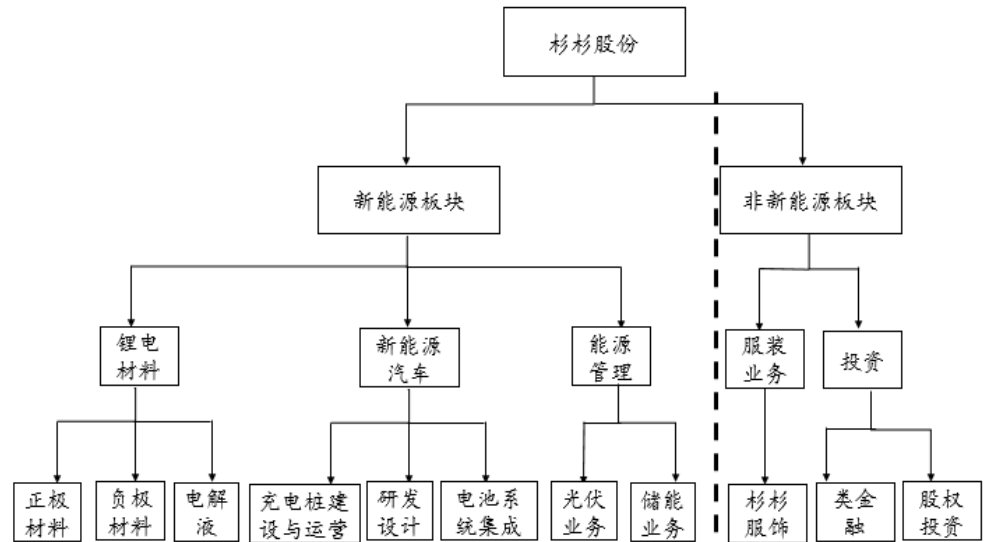 杉杉股份
新能源板块
非新能源板块
锂电
材料
新能源
汽车
能源
管理
服装
业务
投资
正极
材料
负极
材料
电解
液
充电桩建
设与运营
研发
设计
电池系
统集成
光伏
业务
储能
业务
杉杉
服饰
类金
融
股权
投资